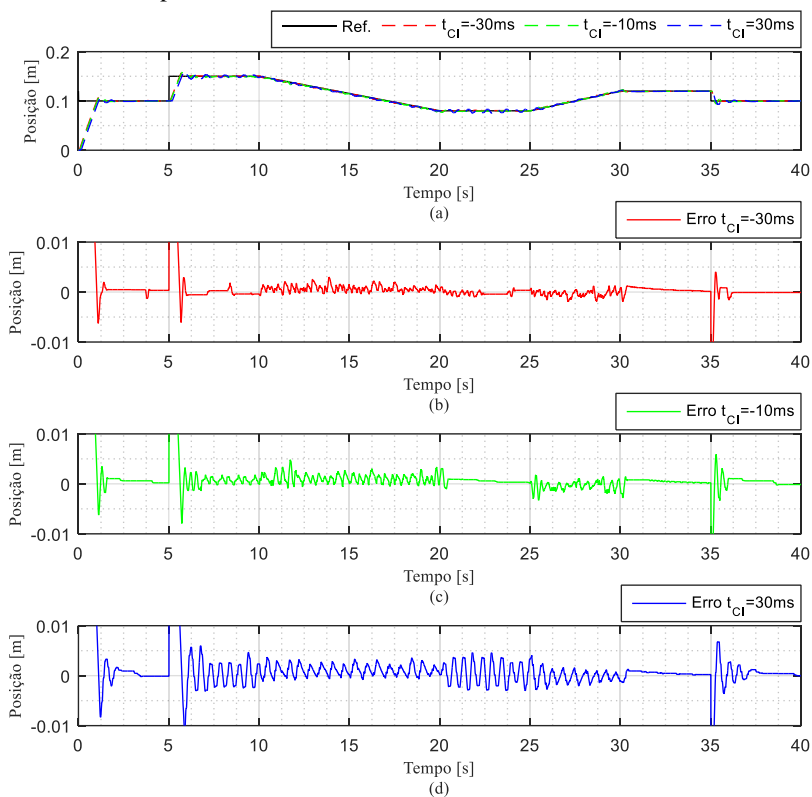 Ref. t_CI=-30ms t_CI=-10ms t_CI=30ms
0.2
0.1
0
Posição [m]
0 5 10 15 20 25 30 35 40
Tempo [s]
(a)
Erro t_CI=-30ms
0.01
0
-0.01
Posição [m]
0 5 10 15 20 25 30 35 40
Tempo [s]
(b)
Erro t_CI=-10ms
0.01
0
-0.01
Posição [m]
0 5 10 15 20 25 30 35 40
Tempo [s]
(c)
Erro t_CI=30ms
0.01
0
-0.01
Posição [m]
0 5 10 15 20 25 30 35 40
Tempo [s]
(d)